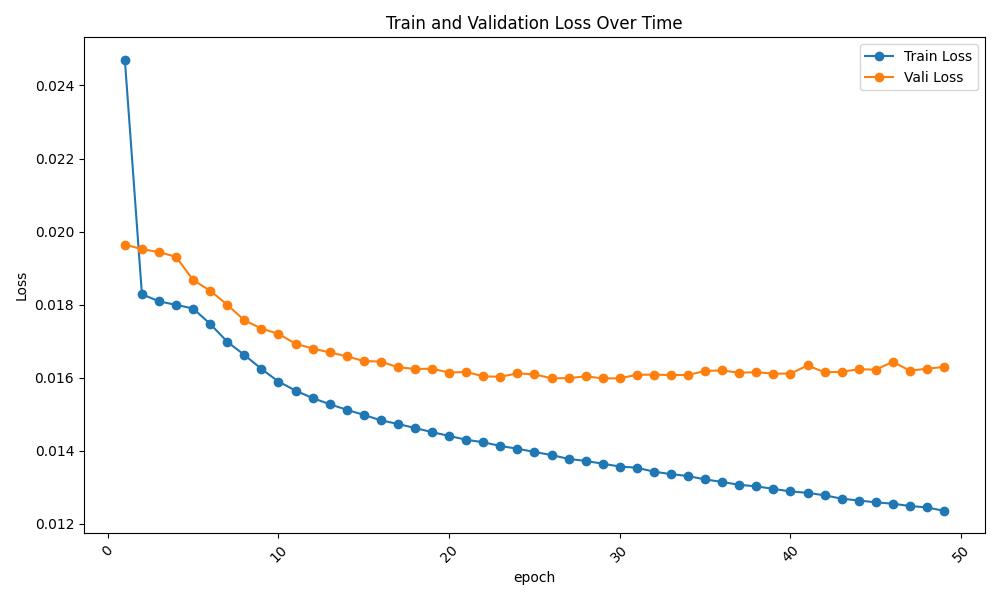 Train and Validation Loss Over Time
Train Loss
Vali Loss
Loss
0.024
0.022
0.020
0.018
0.016
0.014
0.012
0
10
20
30
40
50
epoch